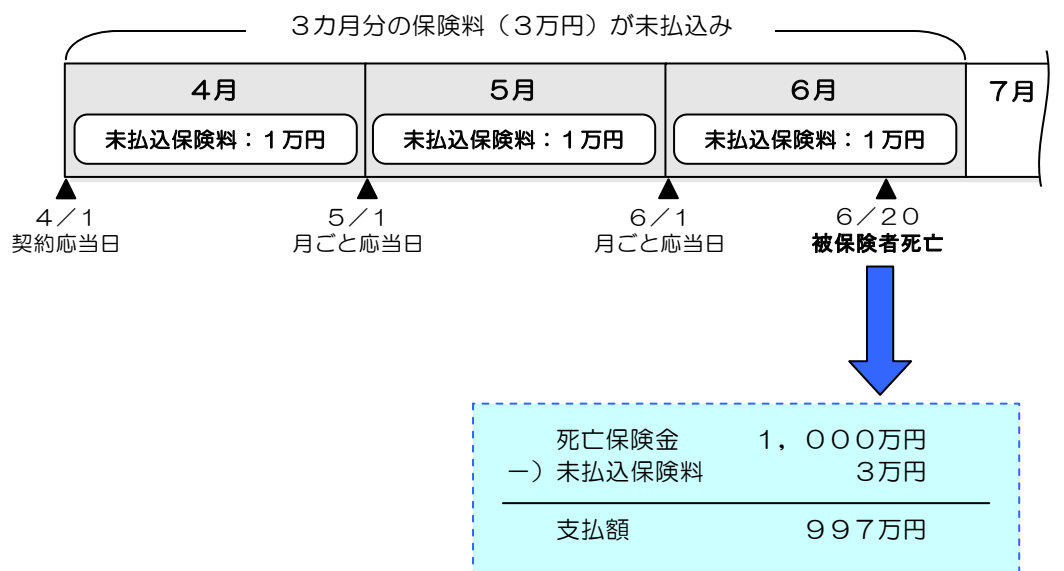 ３カ月分の保険料（３万円）が未払込み
４月
５月
６月
７月
未払込保険料：１万円
未払込保険料：１万円
未払込保険料：１万円
４／１
契約応当日
５／１
月ごと応当日
６／１
月ごと応当日
６／２０
被保険者死亡
死亡保険金 １，０００万円
－）未払込保険料 ３万円
支払額 ９９７万円